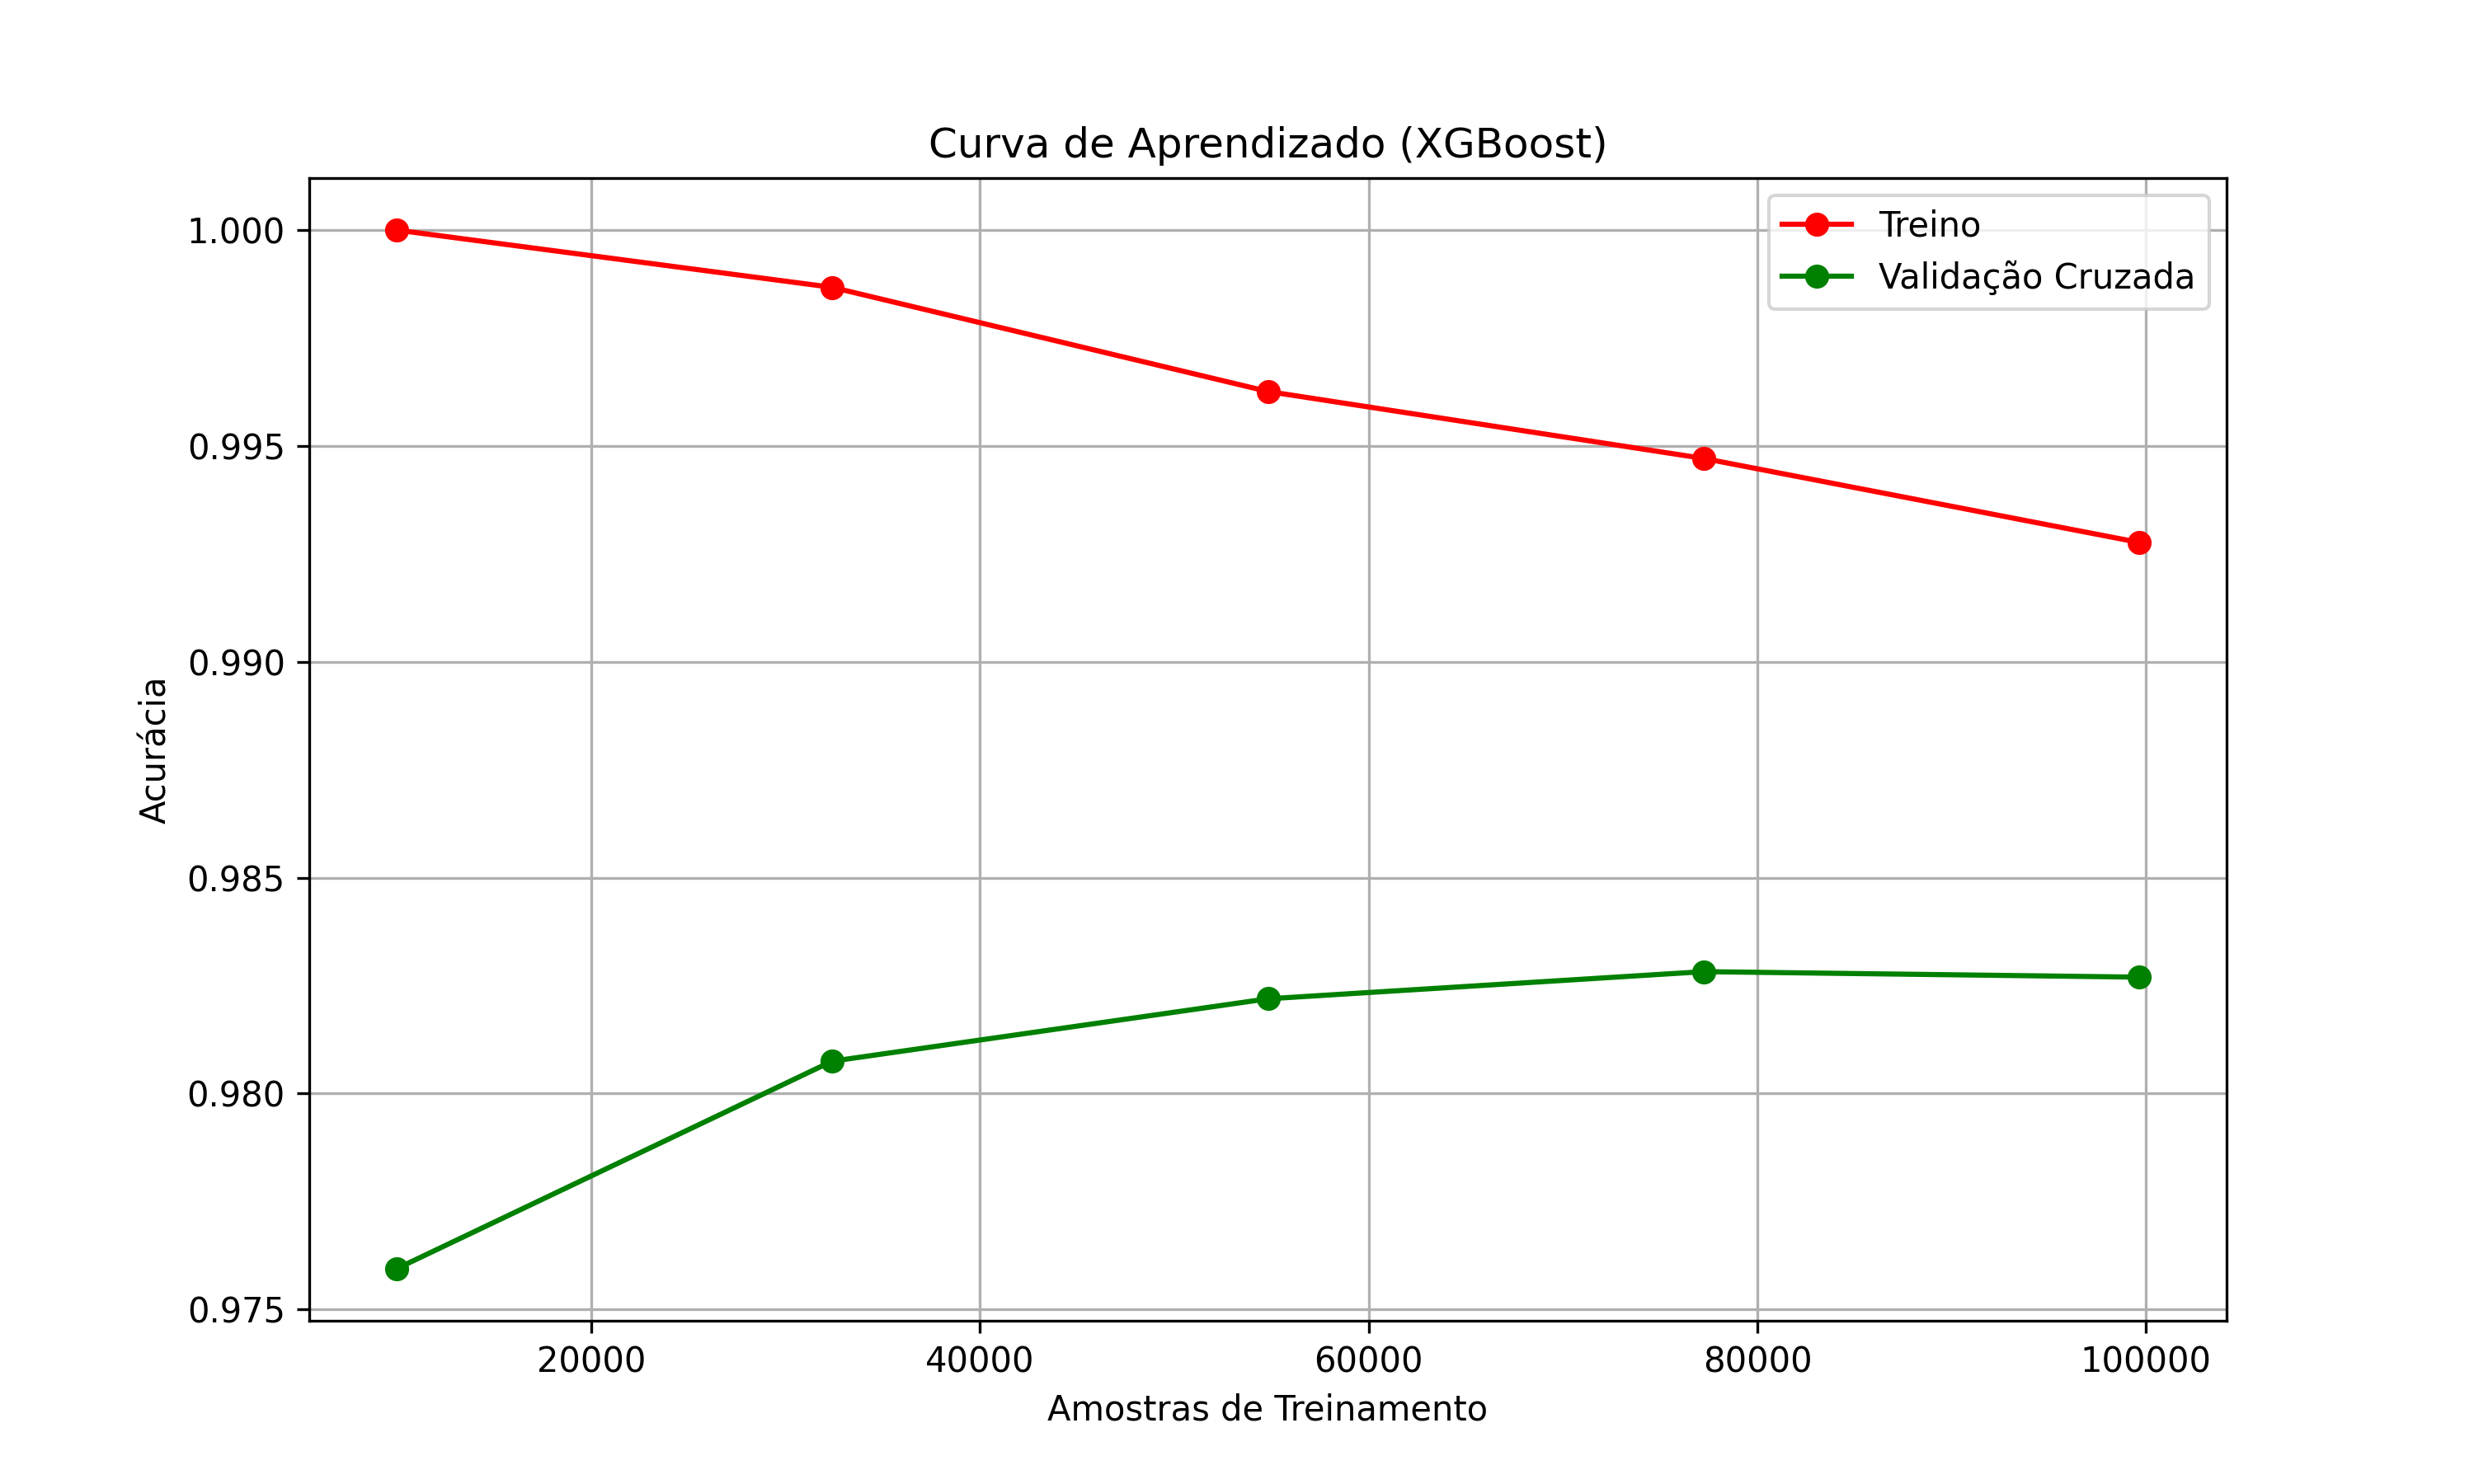 Curva de Aprendizado (XGBoost)
Treino
Validação Cruzada
1.000
0.995
0.990
0.985
0.980
0.975
Acurácia
20000
40000
60000
80000
100000
Amostras de Treinamento